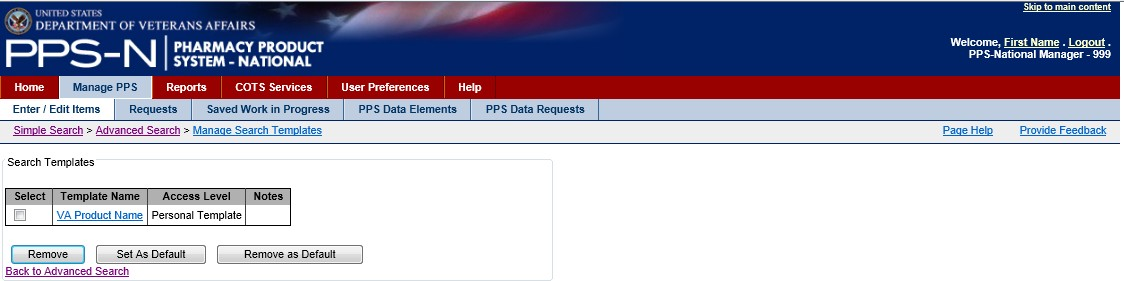 Skip to main content
UNITED STATES
DEPARTMENT OF VETERANS AFFAIRS
PPS-N PHARMACY PRODUCT
SYSTEM - NATIONAL
Welcome, First Name . Logout .
PPS-National Manager - 999
Home Manage PPS Reports COTS Services User Preferences Help
Enter / Edit Items Requests Saved Work in Progress PPS Data Elements PPS Data Requests
Simple Search > Advanced Search > Manage Search Templates Page Help Provide Feedback
Search Templates
Select Template Name Access Level Notes
VA Product Name Personal Template
Remove Set As Default Remove as Default
Back to Advanced Search